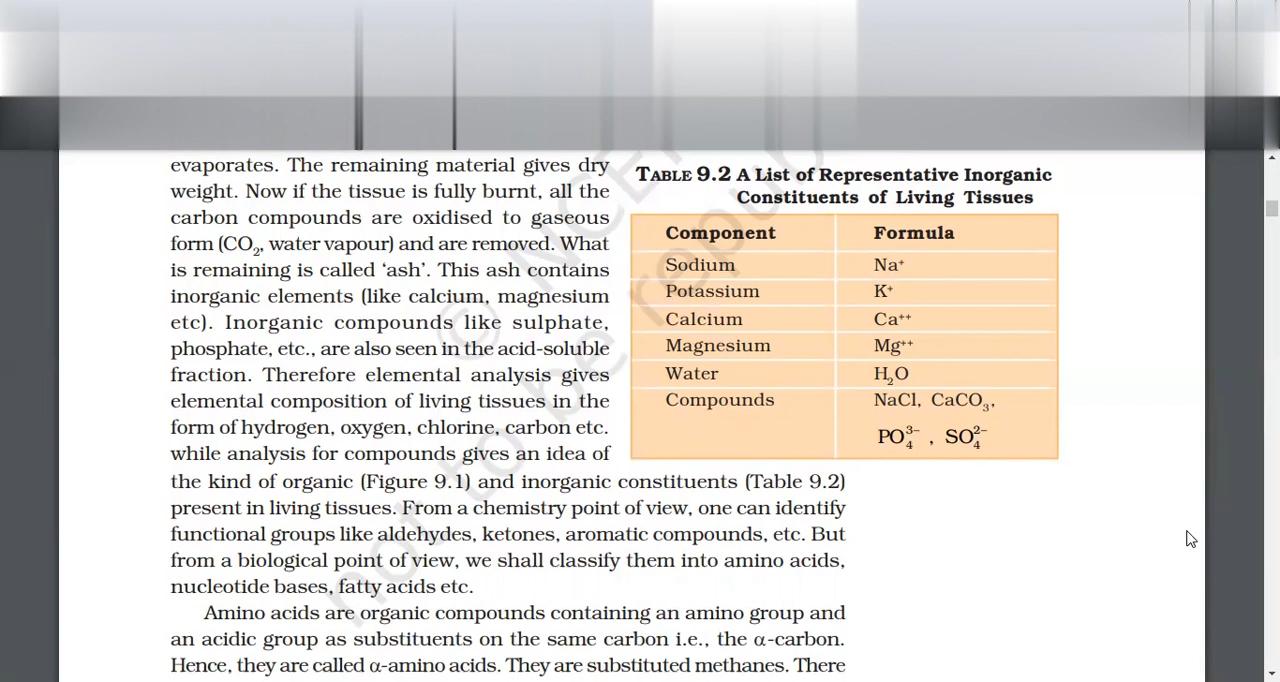 evaporates. The remaining material gives dry
weight. Now if the tissue is fully burnt, all the
carbon compounds are oxidised to gaseous
form (CO₂, water vapour) and are removed. What
is remaining is called ‘ash’. This ash contains
inorganic elements (like calcium, magnesium
etc). Inorganic compounds like sulphate,
phosphate, etc., are also seen in the acid-soluble
fraction. Therefore elemental analysis gives
elemental composition of living tissues in the
form of hydrogen, oxygen, chlorine, carbon etc.
while analysis for compounds gives an idea of
the kind of organic (Figure 9.1) and inorganic constituents (Table 9.2)
present in living tissues. From a chemistry point of view, one can identify
functional groups like aldehydes, ketones, aromatic compounds, etc. But
from a biological point of view, we shall classify them into amino acids,
nucleotide bases, fatty acids etc.
Amino acids are organic compounds containing an amino group and
an acidic group as substituents on the same carbon i.e., the α-carbon.
Hence, they are called α-amino acids. They are substituted methanes. There
TABLE 9.2 A List of Representative Inorganic
Constituents of Living Tissues
Component Formula
Sodium Na⁺
Potassium K⁺
Calcium Ca⁺⁺
Magnesium Mg⁺⁺
Water H₂O
Compounds NaCl, CaCO₃,
PO₄³⁻ , SO₄²⁻
© NCE
not to be repub